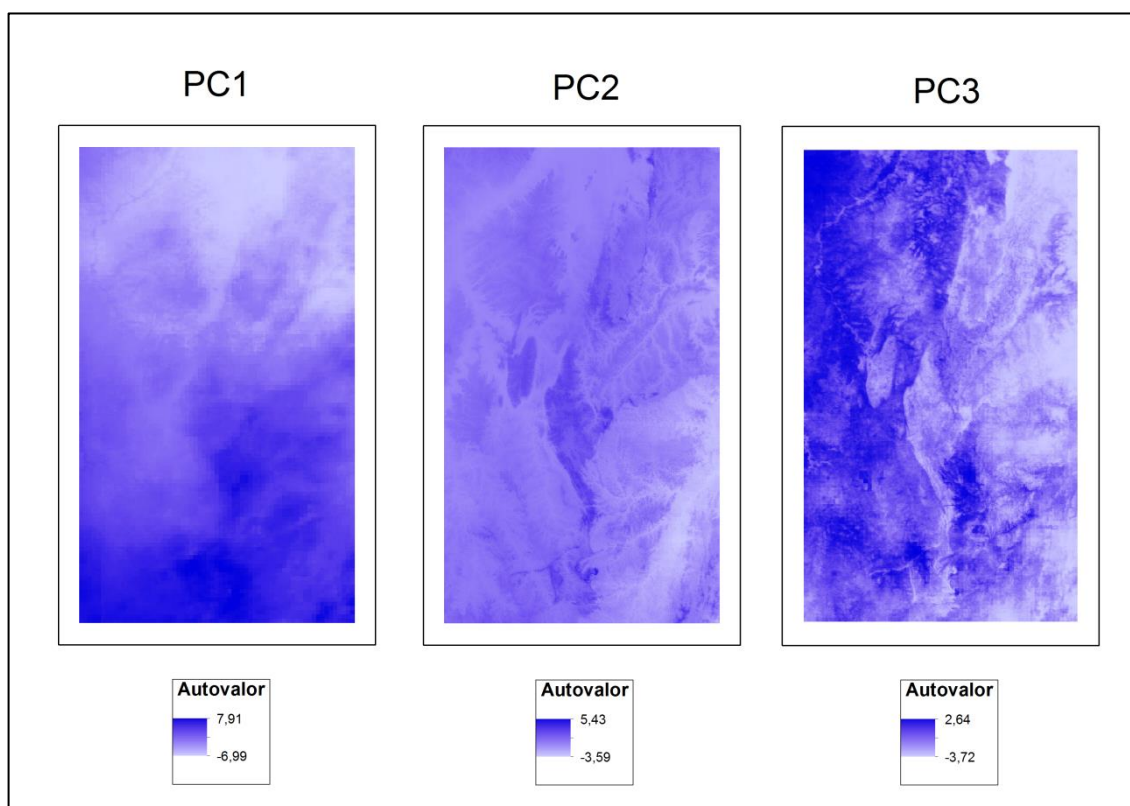 PC1
PC2
PC3
Autovalor
7,91
-6,99
Autovalor
5,43
-3,59
Autovalor
2,64
-3,72